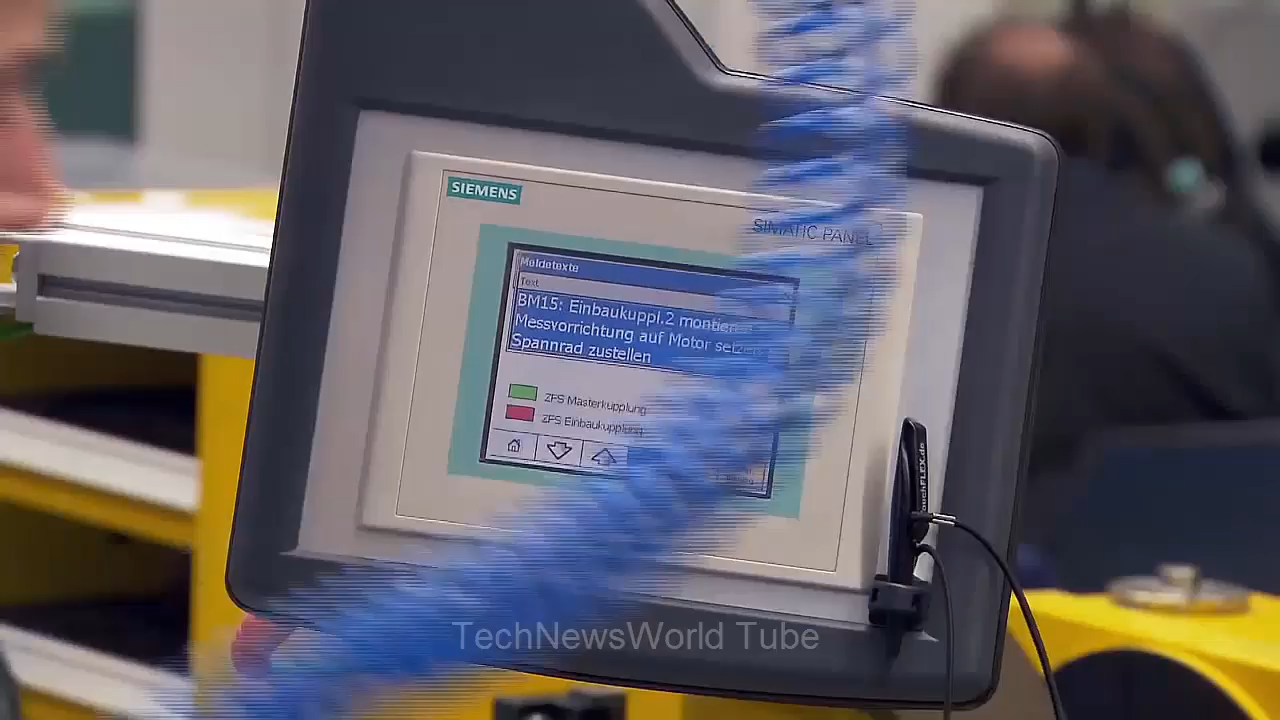 SIEMENS
SIMATIC PANEL
Meldetexte
Text
BM15: Einbaukuppl.2 montieren
Messvorrichtung auf Motor setzen
Spannrad zustellen
ZFS Masterkupplung
ZFS Einbaukupplung
TechNewsWorld Tube